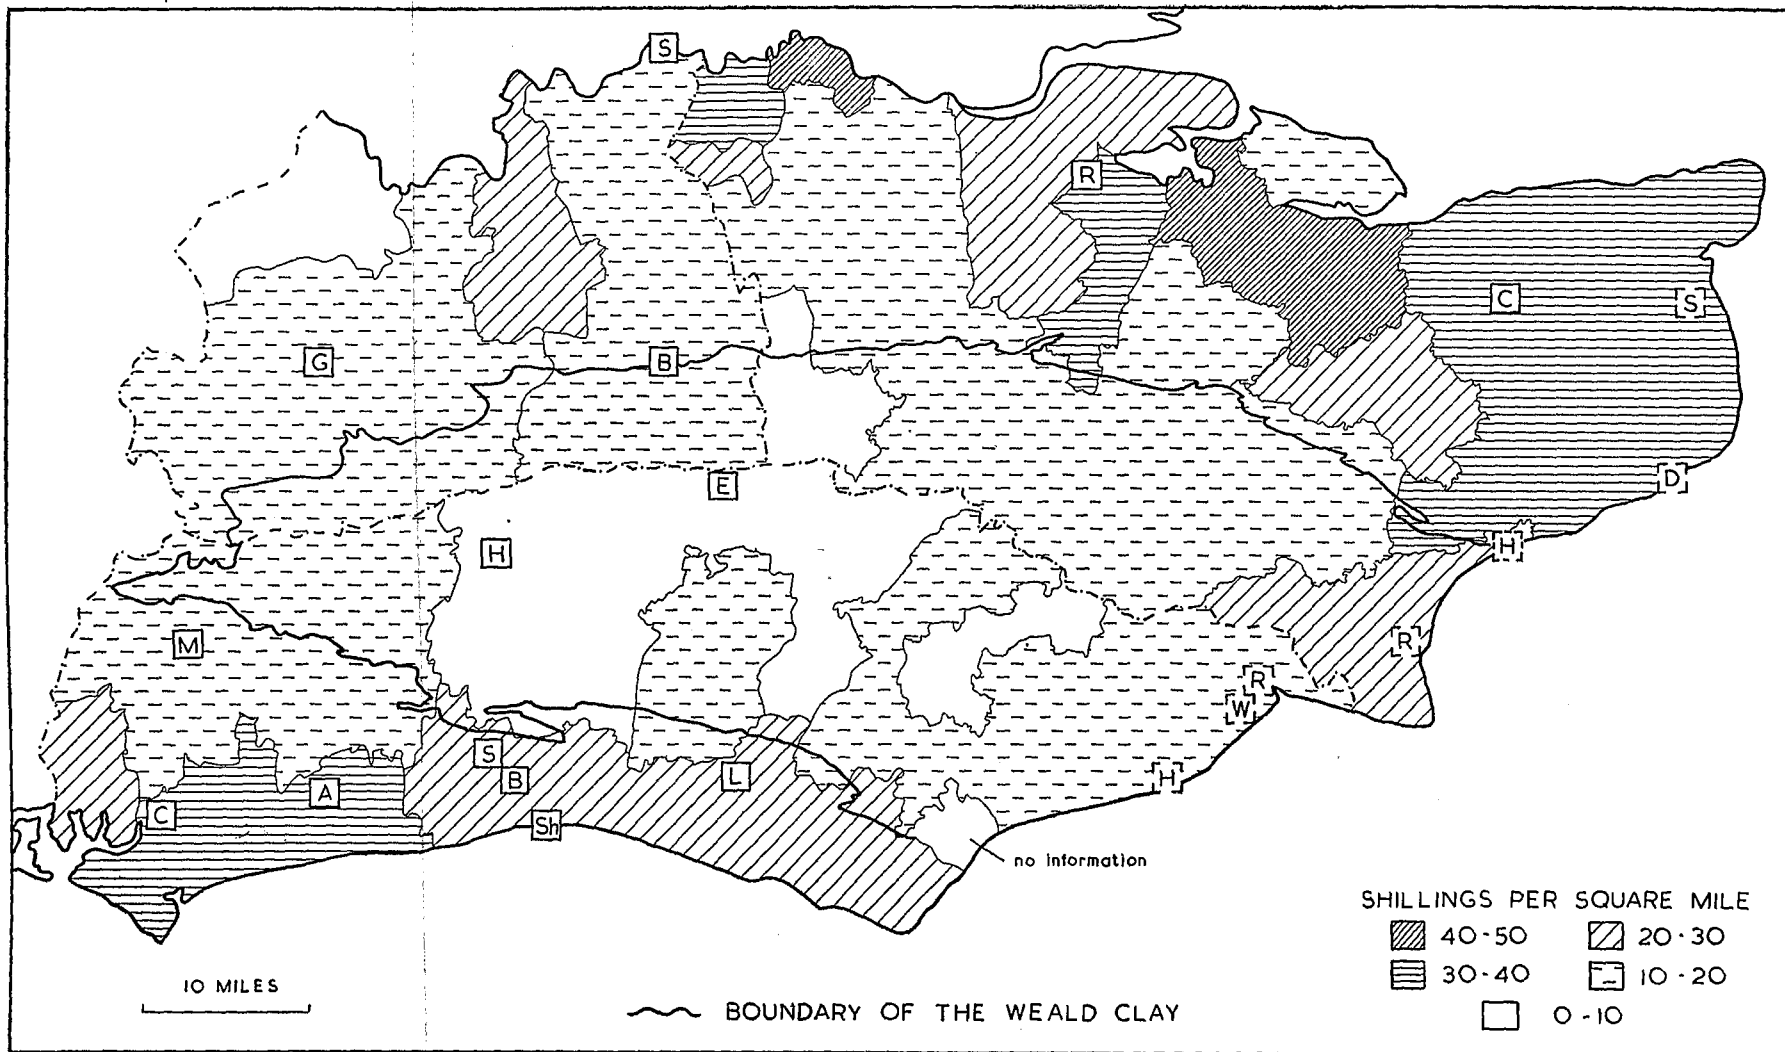 S
R
C
S
G
B
E
D
H
H
M
R
R
W
S
B
L
H
A
C
Sh
no information
SHILLINGS PER SQUARE MILE
40-50
20-30
30-40
10-20
0-10
10 MILES
BOUNDARY OF THE WEALD CLAY